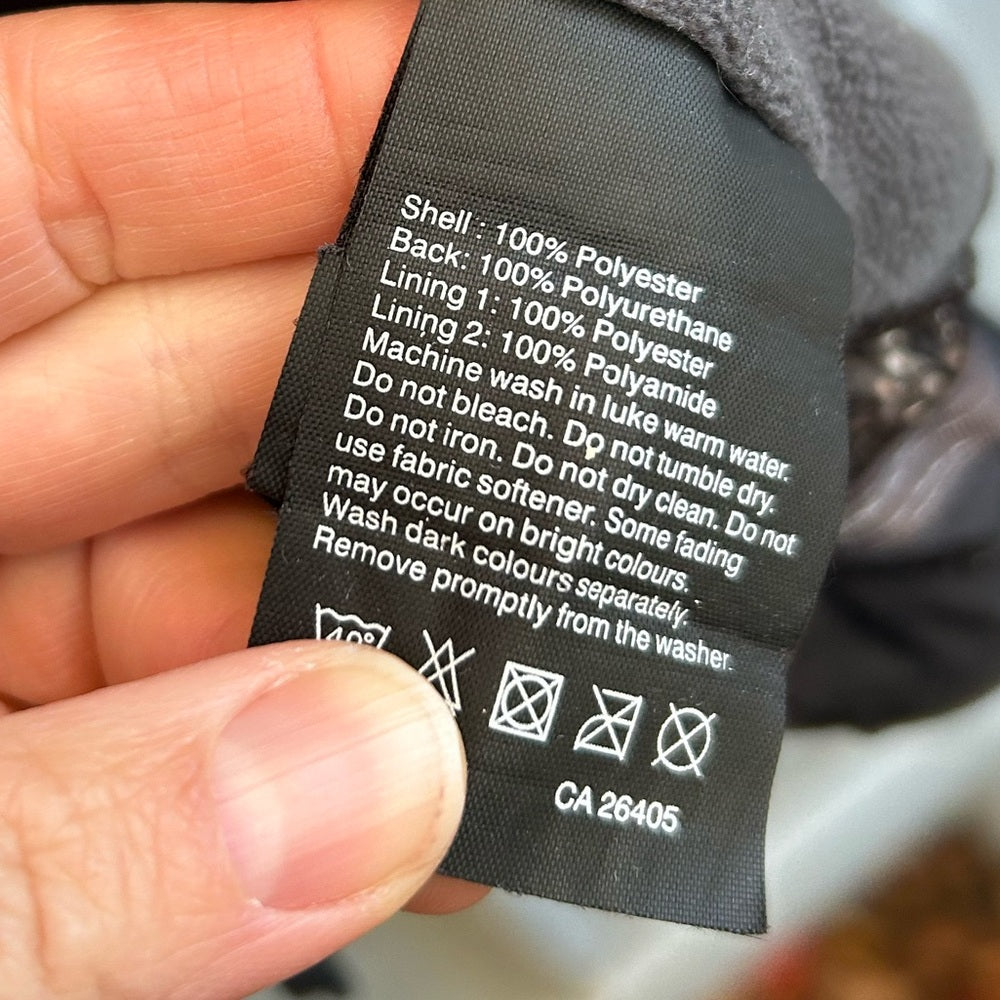 Shell : 100% Polyester
Back: 100% Polyurethane
Lining 1: 100% Polyester
Lining 2: 100% Polyamide
Machine wash in luke warm water.
Do not bleach. Do not tumble dry.
Do not iron. Do not dry clean. Do not
use fabric softener. Some fading
may occur on bright colours.
Wash dark colours separately.
Remove promptly from the washer.
40°
CA 26405